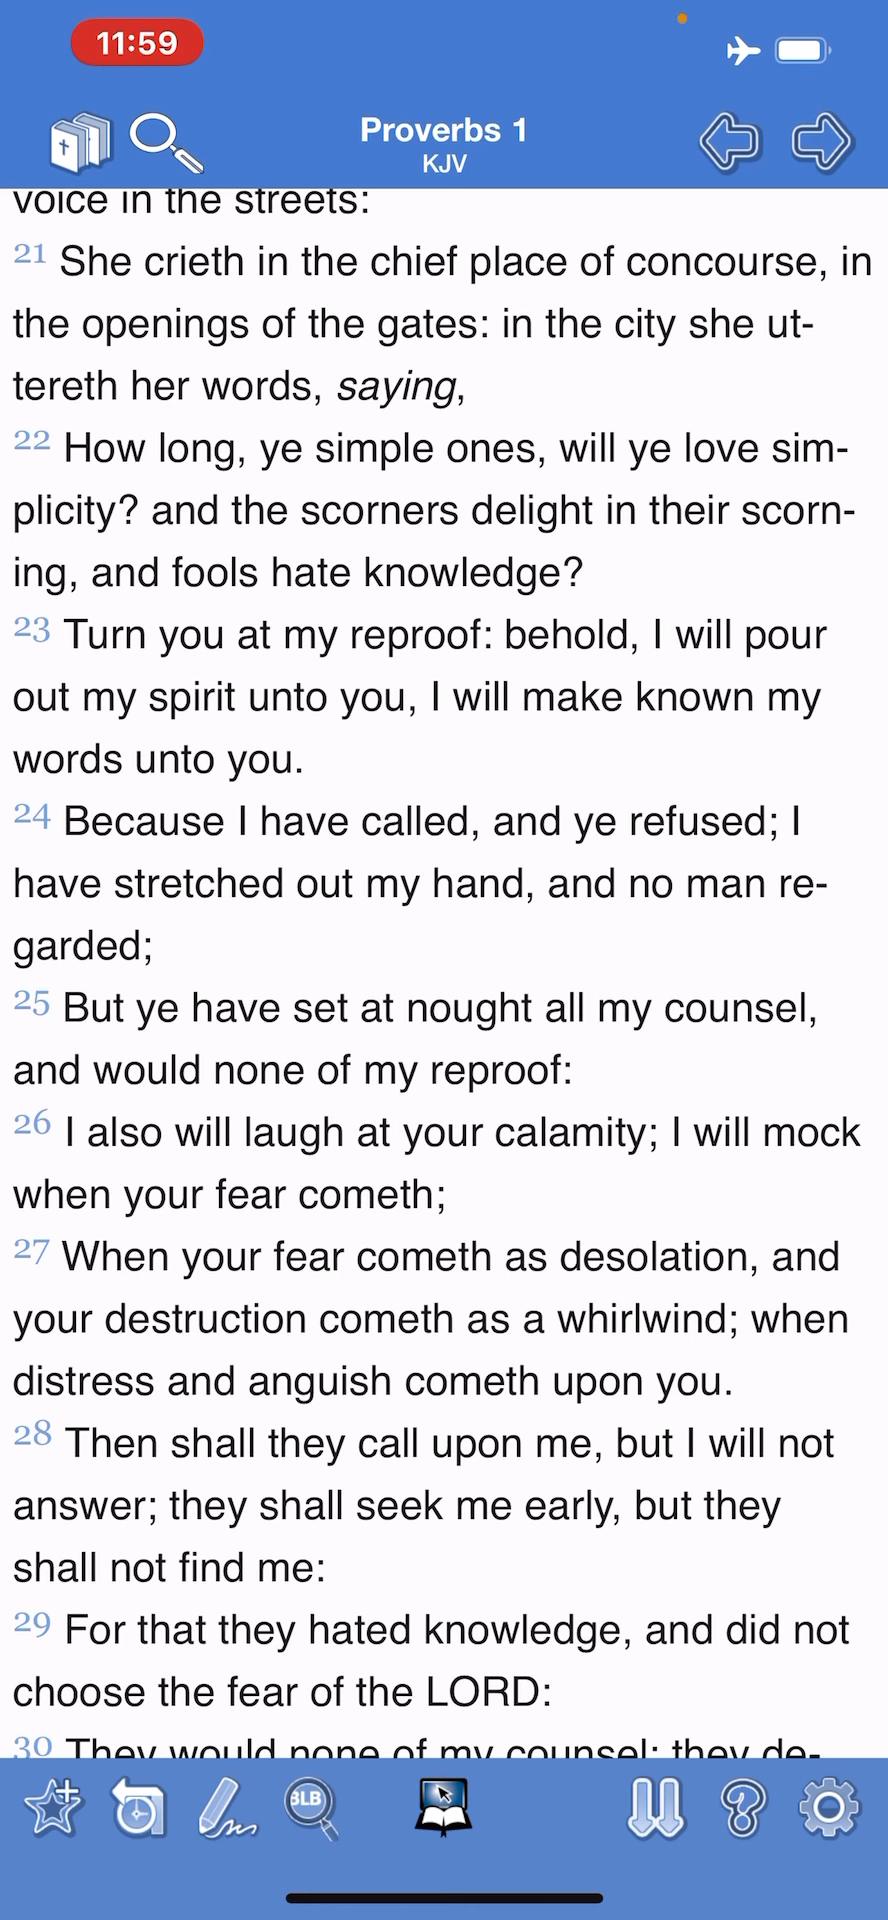 11:59
Proverbs 1
KJV
voice in the streets:
21 She crieth in the chief place of concourse, in
the openings of the gates: in the city she ut-
tereth her words, saying,
22 How long, ye simple ones, will ye love sim-
plicity? and the scorners delight in their scorn-
ing, and fools hate knowledge?
23 Turn you at my reproof: behold, I will pour
out my spirit unto you, I will make known my
words unto you.
24 Because I have called, and ye refused; I
have stretched out my hand, and no man re-
garded;
25 But ye have set at nought all my counsel,
and would none of my reproof:
26 I also will laugh at your calamity; I will mock
when your fear cometh;
27 When your fear cometh as desolation, and
your destruction cometh as a whirlwind; when
distress and anguish cometh upon you.
28 Then shall they call upon me, but I will not
answer; they shall seek me early, but they
shall not find me:
29 For that they hated knowledge, and did not
choose the fear of the LORD:
30 They would none of my counsel: they de-
BLB